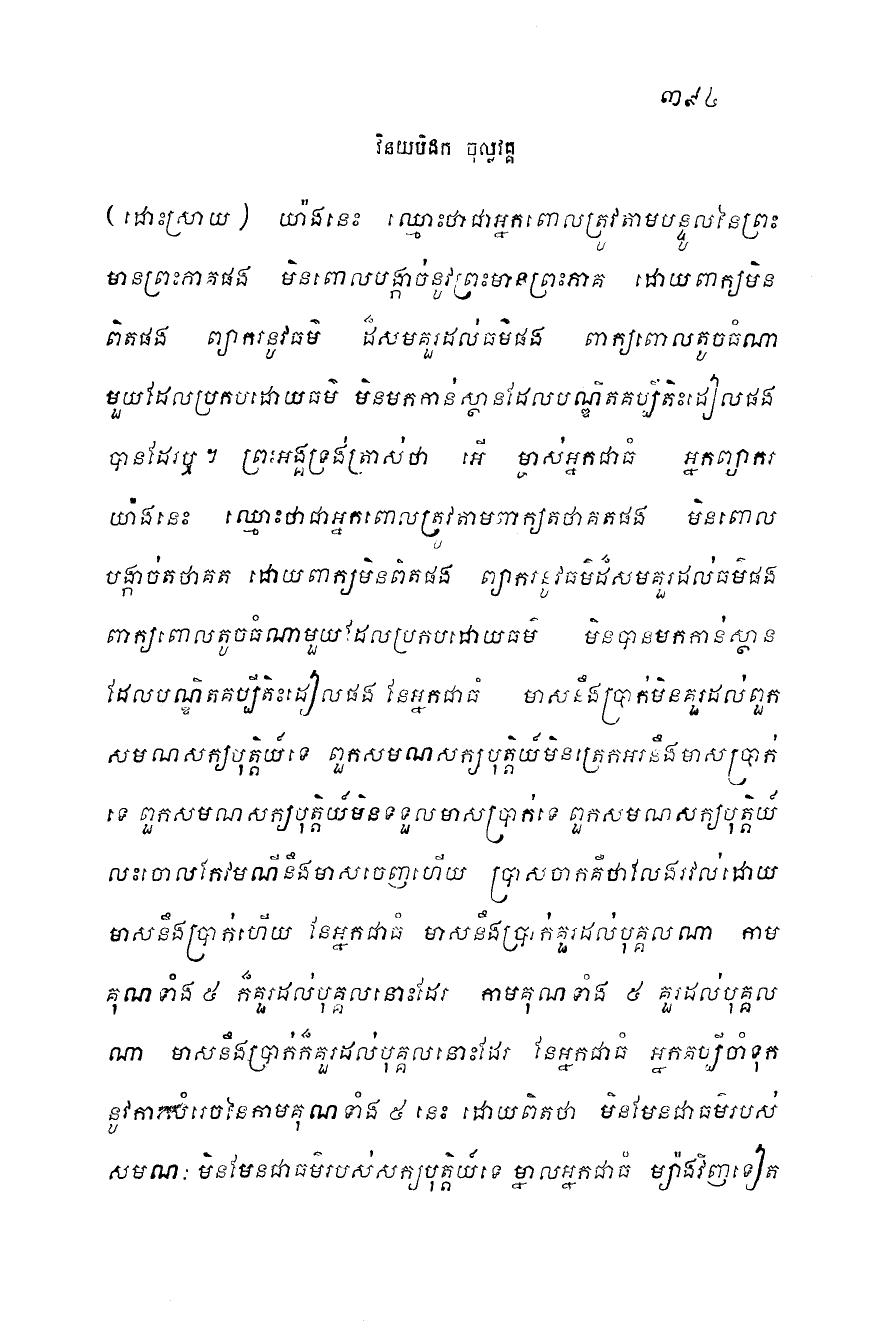 ៣៩៤
វិនយបិដក ចុល្លវគ្គ
(ដោះស្រាយ) យ៉ាងនេះ ឈ្មោះថាជាអ្នកពោលត្រូវតាមបន្ទូលនៃព្រះ
មានព្រះភាគផង មិនពោលបង្កាច់នូវព្រះមានព្រះភាគ ដោយពាក្យមិន
ពិតផង ព្យាករនូវធម៌ ដ៏សមគួរដល់ធម៌ផង ពាក្យពោលតូចធំណា
មួយដែលប្រកបដោយធម៌ មិនមកកាន់ស្ថានដែលបណ្ឌិតគប្បីតិះដៀលផង
បានដែរឬ។ ព្រះអង្គទ្រង់ត្រាស់ថា អើ ម្ចាស់អ្នកជាធំ អ្នកព្យាករ
យ៉ាងនេះ ឈ្មោះថាជាអ្នកពោលត្រូវតាមពាក្យតថាគតផង មិនពោល
បង្កាច់តថាគត ដោយពាក្យមិនពិតផង ព្យាករនូវធម៌ដ៏សមគួរដល់ធម៌ផង
ពាក្យពោលតូចធំណាមួយដែលប្រកបដោយធម៌ មិនបានមកកាន់ស្ថាន
ដែលបណ្ឌិតគប្បីតិះដៀលផង នែអ្នកជាធំ មាសនឹងប្រាក់មិនគួរដល់ពួក
សមណសក្យបុត្តិយ៍ទេ ពួកសមណសក្យបុត្តិយ៍មិនត្រេកអរនឹងមាសប្រាក់
ទេ ពួកសមណសក្យបុត្តិយ៍មិនទទួលមាសប្រាក់ទេ ពួកសមណសក្យបុត្តិយ៍
លះចោលកែវមណីនឹងមាសចេញហើយ ប្រាសចាកគឺថាលែងរវល់ដោយ
មាសនឹងប្រាក់ហើយ នែអ្នកជាធំ មាសនឹងប្រាក់គួរដល់បុគ្គលណា កាម
គុណទាំង ៥ ក៏គួរដល់បុគ្គលនោះដែរ កាមគុណទាំង ៥ គួរដល់បុគ្គល
ណា មាសនឹងប្រាក់ក៏គួរដល់បុគ្គលនោះដែរ នែអ្នកជាធំ អ្នកគប្បីចាំទុក
នូវការបំរេចនៃកាមគុណទាំង ៥ នេះ ដោយពិតថា មិនមែនជាធម៌របស់
សមណៈ មិនមែនជាធម៌របស់សក្យបុត្តិយ៍ទេ ម្នាលអ្នកជាធំ ម្យ៉ាងវិញទៀត